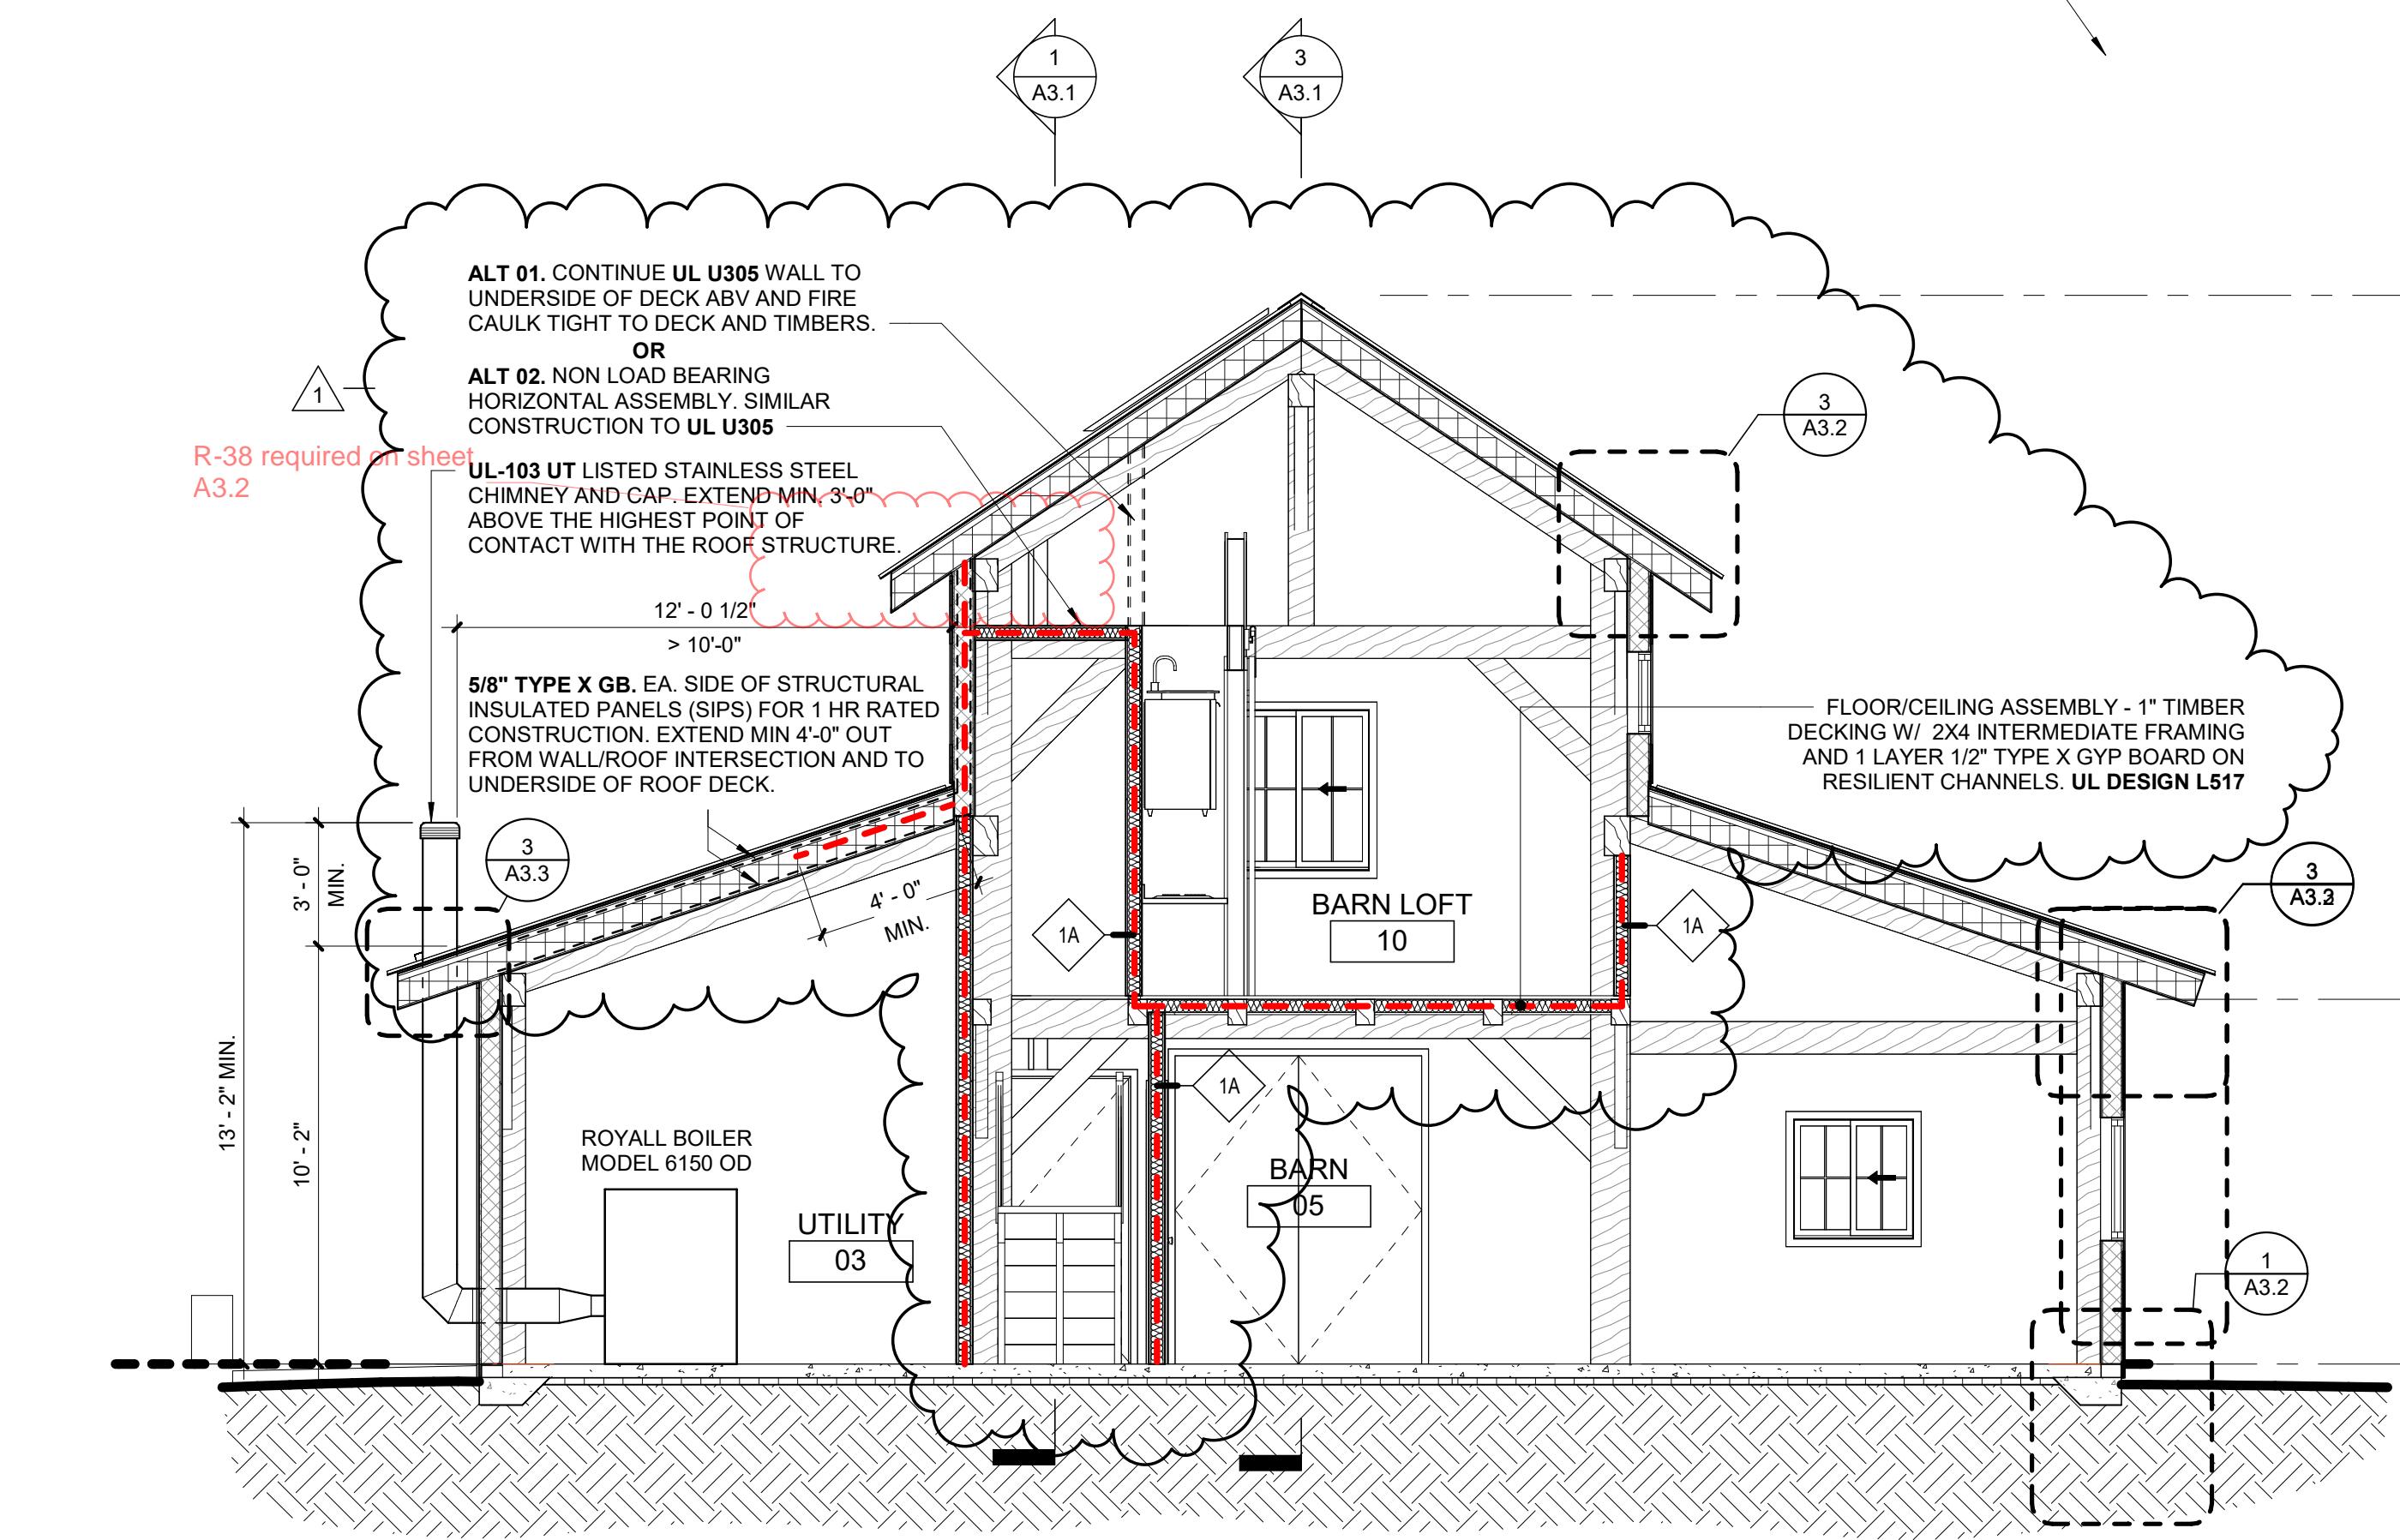 1
A3.1
3
A3.1
ALT 01. CONTINUE UL U305 WALL TO
UNDERSIDE OF DECK ABV AND FIRE
CAULK TIGHT TO DECK AND TIMBERS.
OR
ALT 02. NON LOAD BEARING
HORIZONTAL ASSEMBLY. SIMILAR
CONSTRUCTION TO UL U305
1
R-38 required on sheet
A3.2
UL-103 UT LISTED STAINLESS STEEL
CHIMNEY AND CAP. EXTEND MIN. 3'-0"
ABOVE THE HIGHEST POINT OF
CONTACT WITH THE ROOF STRUCTURE.
3
A3.2
12' - 0 1/2"
> 10'-0"
5/8" TYPE X GB. EA. SIDE OF STRUCTURAL
INSULATED PANELS (SIPS) FOR 1 HR RATED
CONSTRUCTION. EXTEND MIN 4'-0" OUT
FROM WALL/ROOF INTERSECTION AND TO
UNDERSIDE OF ROOF DECK.
FLOOR/CEILING ASSEMBLY - 1" TIMBER
DECKING W/ 2X4 INTERMEDIATE FRAMING
AND 1 LAYER 1/2" TYPE X GYP BOARD ON
RESILIENT CHANNELS. UL DESIGN L517
3
A3.3
3' - 0"
MIN.
4' - 0"
MIN.
1A
BARN LOFT
10
1A
3
13' - 2" MIN.
10' - 2"
1A
ROYALL BOILER
MODEL 6150 OD
UTILITY
03
BARN
05
1
A3.2